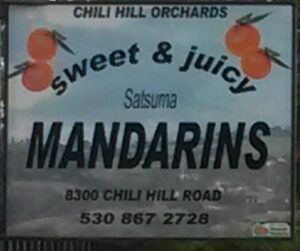 CHILI HILL ORCHARDS
sweet & juicy
Satsuma
MANDARINS
8300 CHILI HILL ROAD
530 867 2728